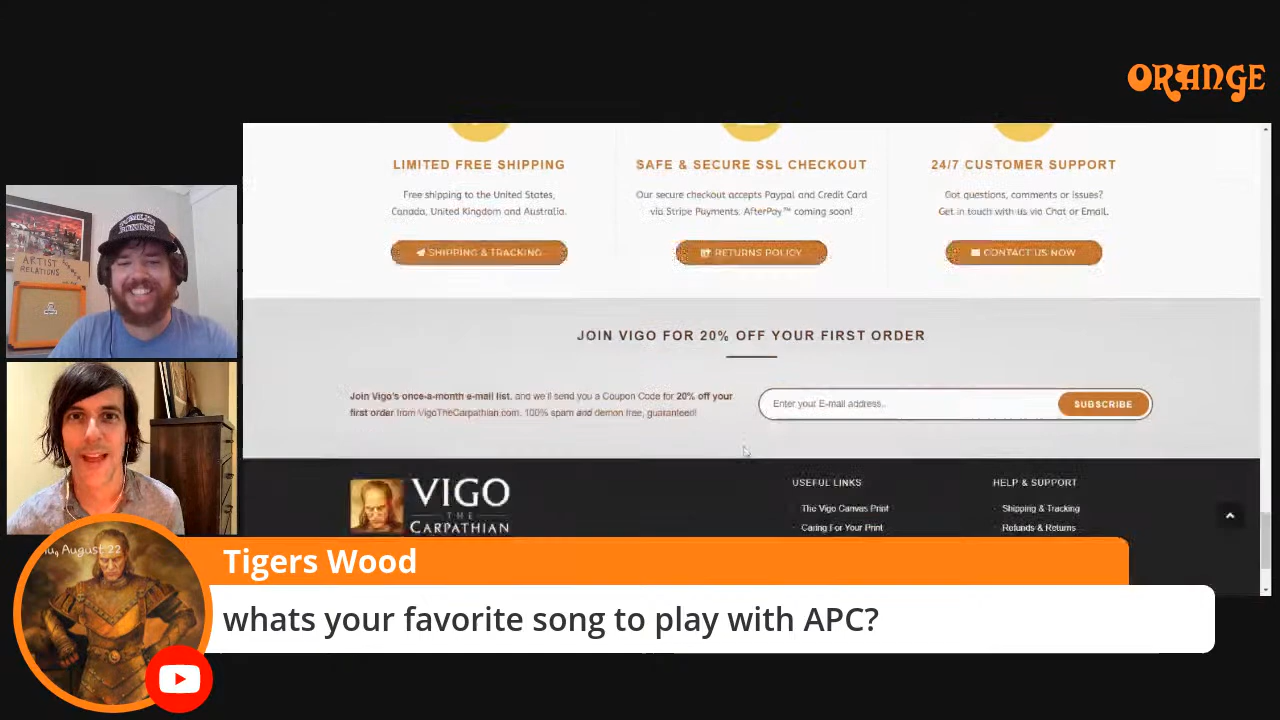 ORANGE
LIMITED FREE SHIPPING
Free shipping to the United States,
Canada, United Kingdom and Australia.
SHIPPING & TRACKING
SAFE & SECURE SSL CHECKOUT
Our secure checkout accepts Paypal and Credit Card
via Stripe Payments. AfterPay™ coming soon!
RETURNS POLICY
24/7 CUSTOMER SUPPORT
Got questions, comments or issues?
Get in touch with us via Chat or Email.
CONTACT US NOW
ARTIST
RELATIONS
JOIN VIGO FOR 20% OFF YOUR FIRST ORDER
Join Vigo's once-a-month e-mail list, and we'll send you a Coupon Code for 20% off your
first order from VigoTheCarpathian.com. 100% spam and demon free, guaranteed!
Enter your E-mail address..
SUBSCRIBE
VIGO
THE
CARPATHIAN
USEFUL LINKS
The Vigo Canvas Print
Caring For Your Print
HELP & SUPPORT
Shipping & Tracking
Refunds & Returns
August 22
Tigers Wood
whats your favorite song to play with APC?